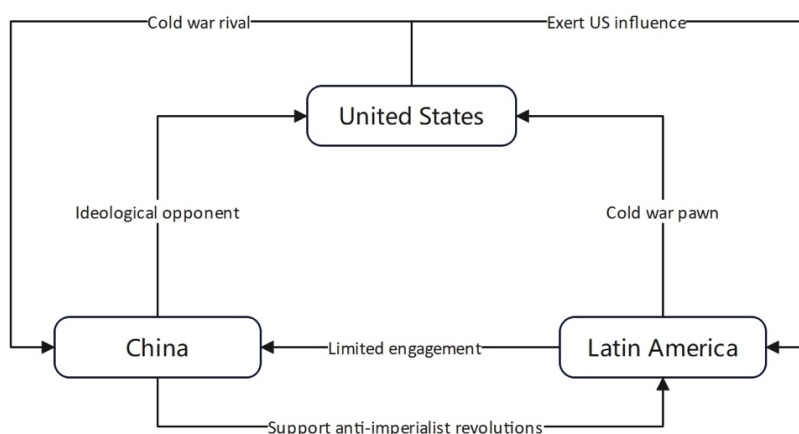 Cold war rival
Exert US influence
United States
Ideological opponent
Cold war pawn
China
Limited engagement
Latin America
Support anti-imperialist revolutions